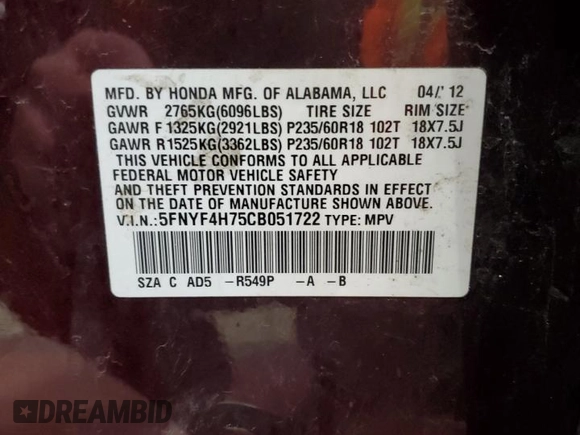 MFD. BY HONDA MFG. OF ALABAMA, LLC 04/'12
GVWR 2765KG(6096LBS) TIRE SIZE RIM SIZE
GAWR F 1325KG(2921LBS) P235/60R18 102T 18X7.5J
GAWR R1525KG(3362LBS) P235/60R18 102T 18X7.5J
THIS VEHICLE CONFORMS TO ALL APPLICABLE
FEDERAL MOTOR VEHICLE SAFETY
AND THEFT PREVENTION STANDARDS IN EFFECT
ON THE DATE OF MANUFACTURE SHOWN ABOVE.
V.I.N.:5FNYF4H75CB051722 TYPE: MPV
SZA C AD5 -R549P -A -B
DREAMBID